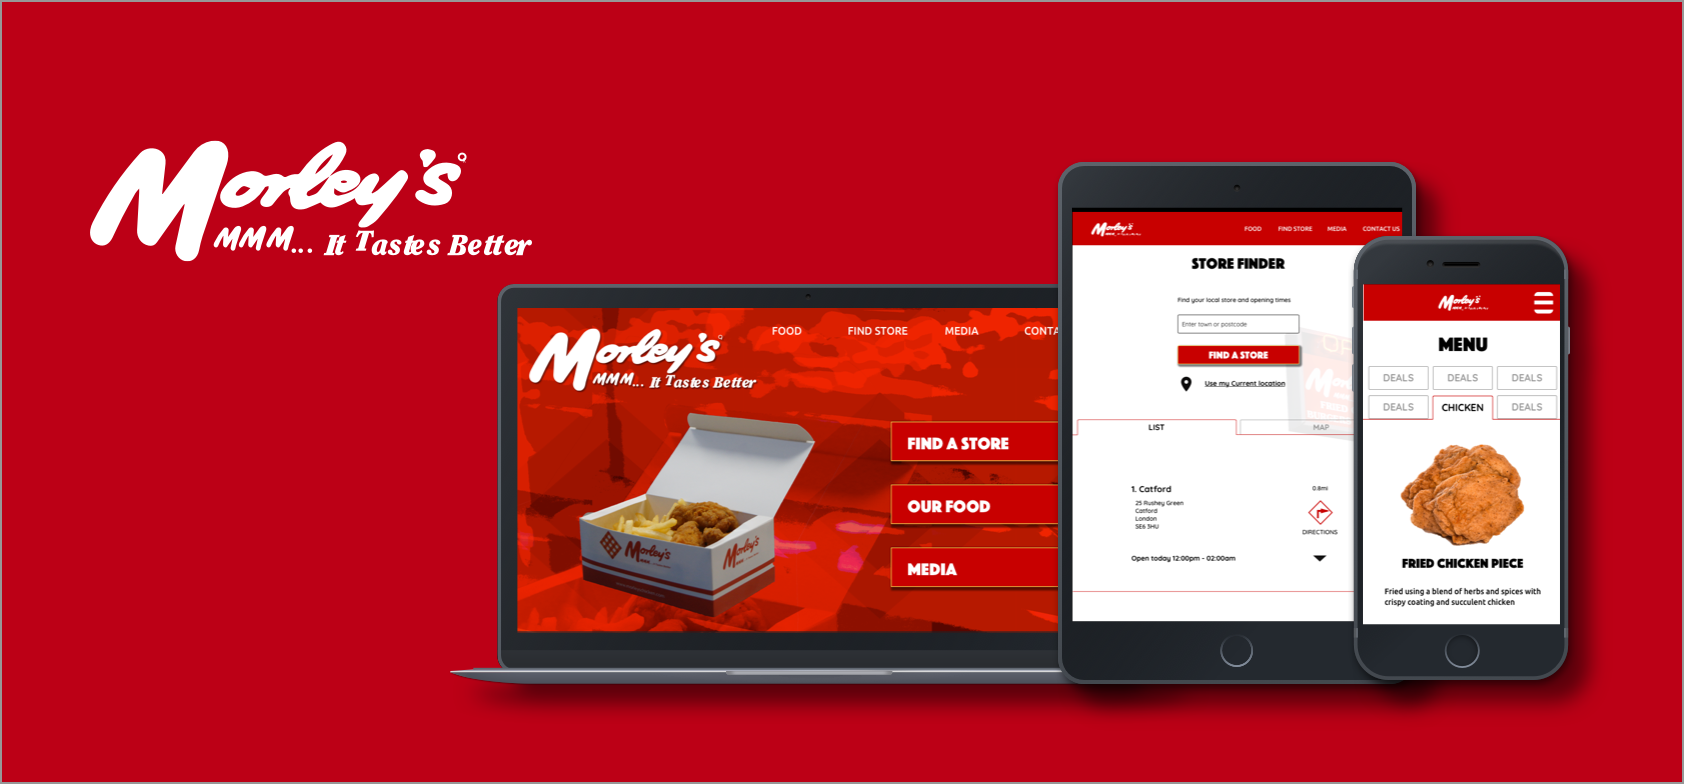 Morley's
MMM... It Tastes Better
FOOD
FIND STORE
MEDIA
CONTA
Morley's
MMM... It Tastes Better
FIND A STORE
OUR FOOD
MEDIA
Morley's
Morley's
Morley's
FOOD
FIND STORE
MEDIA
CONTACT US
STORE FINDER
Find your local store and opening times
Enter town or postcode
FIND A STORE
Use my Current location
LIST
MAP
1. Catford
0.8mi
25 Rushey Green
Catford
London
SE6 3HU
DIRECTIONS
Open today 12:00pm - 02:00am
Morley's
MENU
DEALS
DEALS
DEALS
DEALS
CHICKEN
DEALS
FRIED CHICKEN PIECE
Fried using a blend of herbs and spices with
crispy coating and succulent chicken